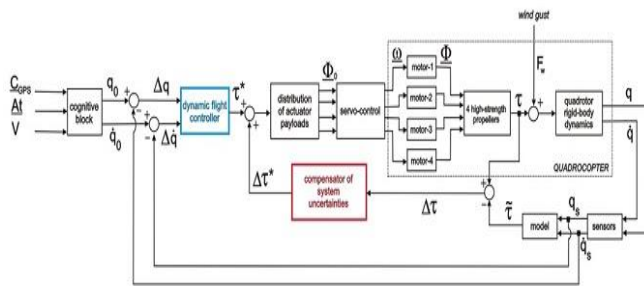 wind gust
F_w
C_GPS
At
V
cognitive
block
q_0
q̇_0
Δq
Δq̇
dynamic flight
controller
τ*
distribution
of actuator
payloads
Φ_0
servo-control
ω
motor-1
motor-2
motor-3
motor-4
Φ
4 high-strength
propellers
τ
quadrotor
rigid-body
dynamics
QUADROCOPTER
q
q̇
compensator of
system
uncertainties
Δτ*
Δτ
τ̃
model
q_s
q̇_s
sensors